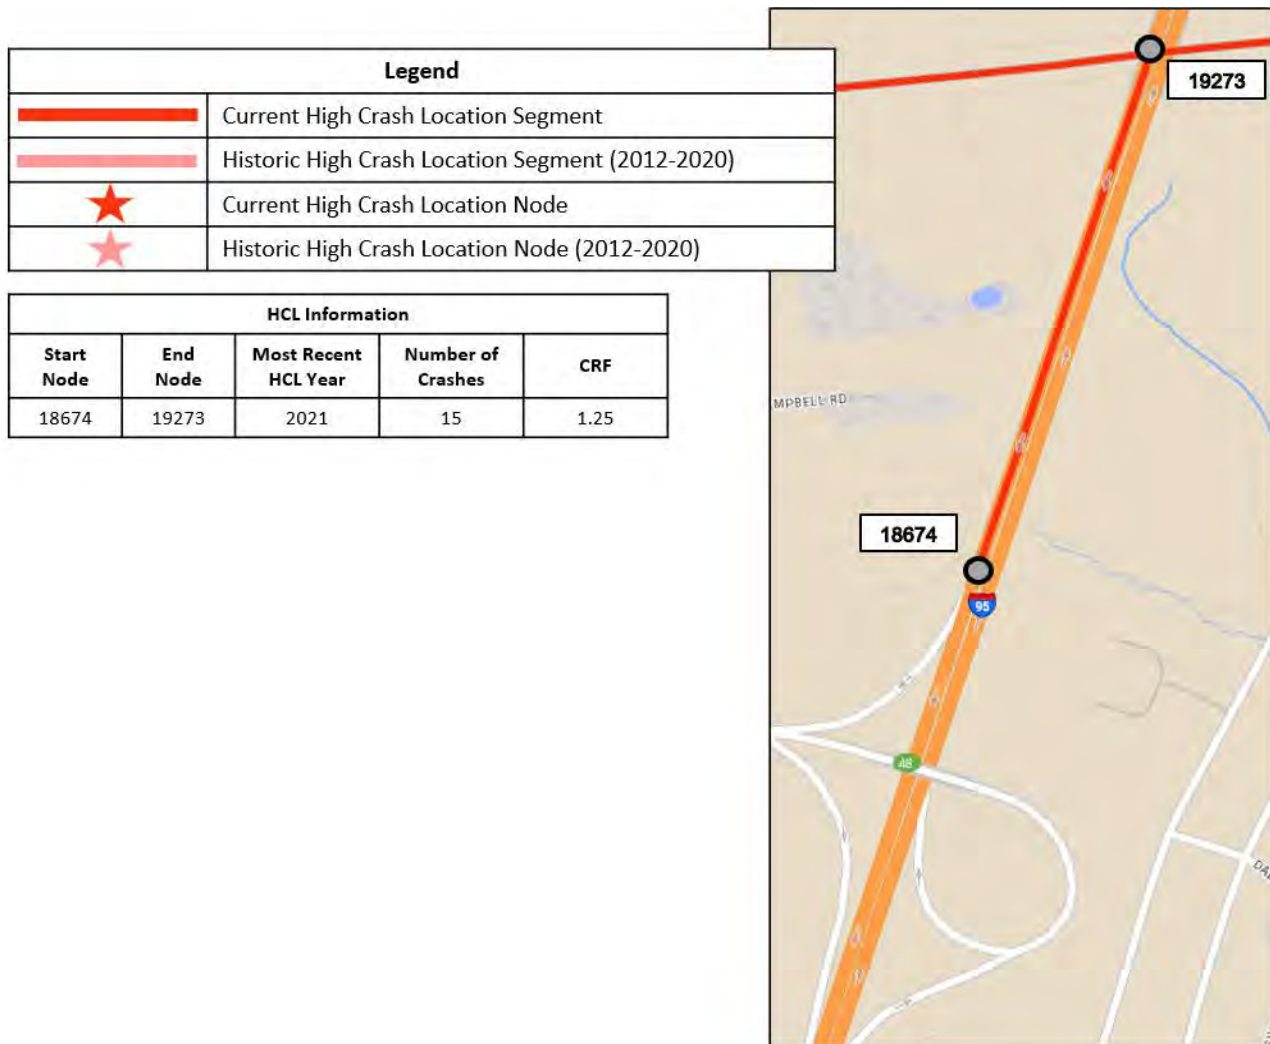 Legend
Current High Crash Location Segment
Historic High Crash Location Segment (2012-2020)
Current High Crash Location Node
Historic High Crash Location Node (2012-2020)
HCL Information
Start Node End Node Most Recent HCL Year Number of Crashes CRF
18674 19273 2021 15 1.25
19273
MPBELL RD
18674
95
48